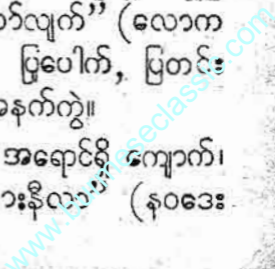 ာ်လျက်” (လောက
ပြူပေါက်, ပြတင်း
နက်ကွဲ။
အရောင်ရှိ ကျောက်၊
းနီလာ” (နဝဒေး
www.burmeseclassic.com